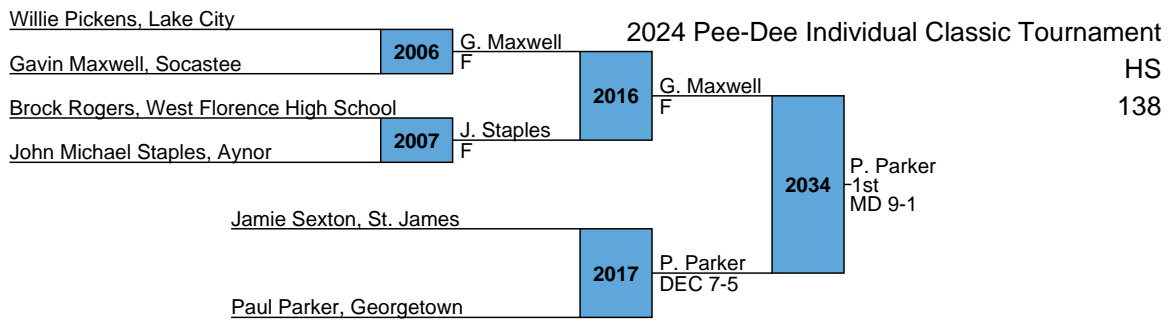 2024 Pee-Dee Individual Classic Tournament
HS
138
Willie Pickens, Lake City
2006
Gavin Maxwell, Socastee
G. Maxwell
F
Brock Rogers, West Florence High School
2007
John Michael Staples, Aynor
J. Staples
F
2016
G. Maxwell
F
Jamie Sexton, St. James
2017
Paul Parker, Georgetown
P. Parker
DEC 7-5
2034
P. Parker
1st
MD 9-1